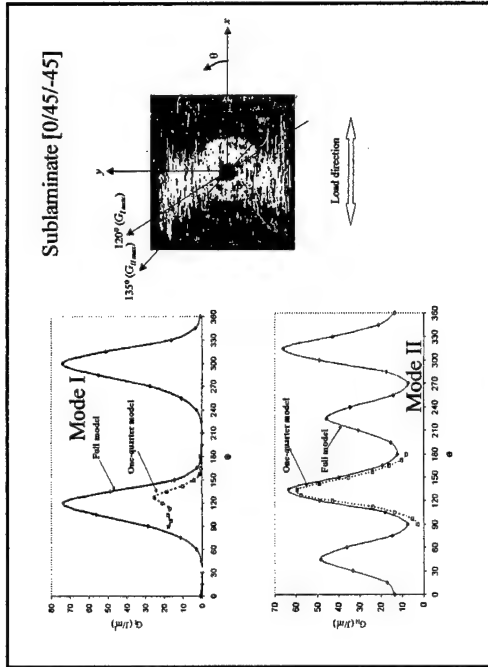 Sublaminate [0/45/-45]
Mode I
Full model
One-quarter model
G_I (J/m²)
80
70
60
50
40
30
20
10
0
0 30 60 90 120 150 180 210 240 270 300 330 360
θ
y
x
θ
120° (G_I max)
135° (G_II max)
Load direction
One-quarter model
Full model
Mode II
G_II (J/m²)
70
60
50
40
30
20
10
0
0 30 60 90 120 150 180 210 240 270 300 330 360
θ